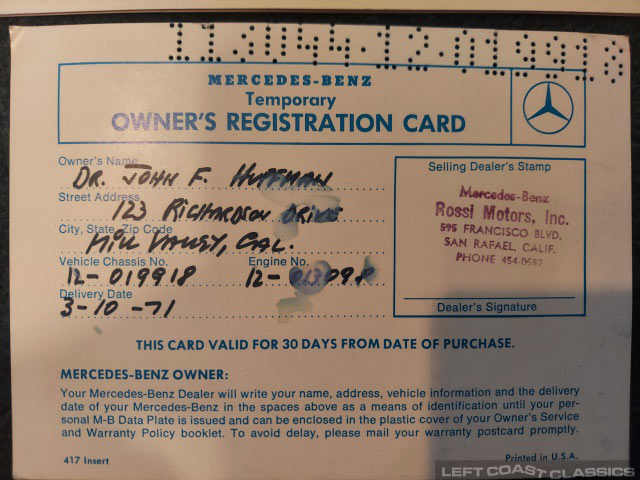 113044-12-019918
MERCEDES-BENZ
Temporary
OWNER'S REGISTRATION CARD
Owner's Name
DR. JOHN F. HUFFMAN
Street Address
123 RICHARDSON DRIVE
City, State, Zip Code
MILL VALLEY, CAL.
Vehicle Chassis No. Engine No.
12-019918 12-013098
Delivery Date
3-10-71
Selling Dealer's Stamp
Mercedes-Benz
Rossi Motors, Inc.
595 FRANCISCO BLVD.
SAN RAFAEL, CALIF.
PHONE 454-0582
Dealer's Signature
THIS CARD VALID FOR 30 DAYS FROM DATE OF PURCHASE.
MERCEDES-BENZ OWNER:
Your Mercedes-Benz Dealer will write your name, address, vehicle information and the delivery
date of your Mercedes-Benz in the spaces above as a means of identification until your per-
sonal M-B Data Plate is issued and can be enclosed in the plastic cover of your Owner's Service
and Warranty Policy booklet. To avoid delay, please mail your warranty postcard promptly.
417 Insert Printed in U.S.A.
LEFT COAST CLASSICS